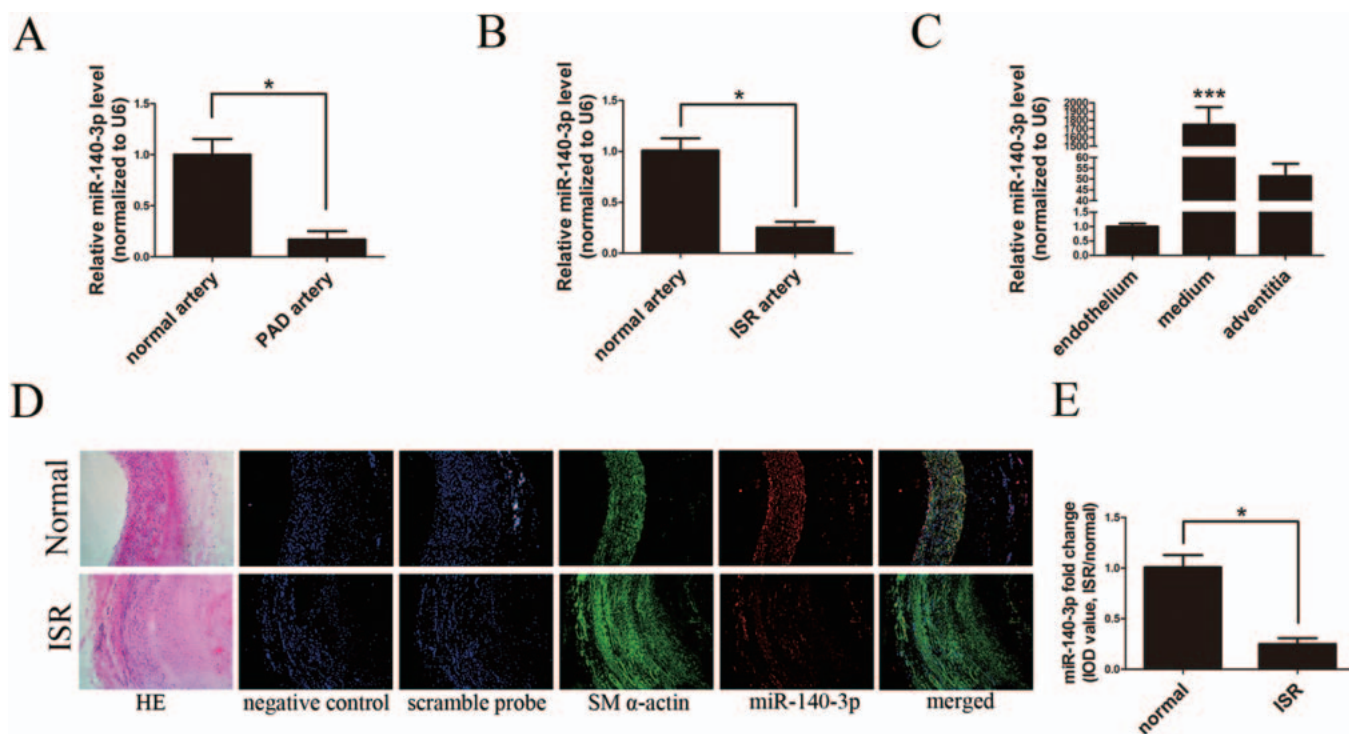 A
Relative miR-140-3p level
(normalized to U6)
1.5
1.0
0.5
0.0
*
normal artery
PAD artery
B
Relative miR-140-3p level
(normalized to U6)
1.5
1.0
0.5
0.0
*
normal artery
ISR artery
C
Relative miR-140-3p level
(normalized to U6)
2000
1900
1800
1700
1600
1500
60
55
50
45
40
1.5
1.0
0.5
0.0
***
endothelium
medium
adventitia
D
Normal
ISR
HE
negative control
scramble probe
SM α-actin
miR-140-3p
merged
E
miR-140-3p fold change
(IOD value, ISR/normal)
1.5
1.0
0.5
0.0
*
normal
ISR